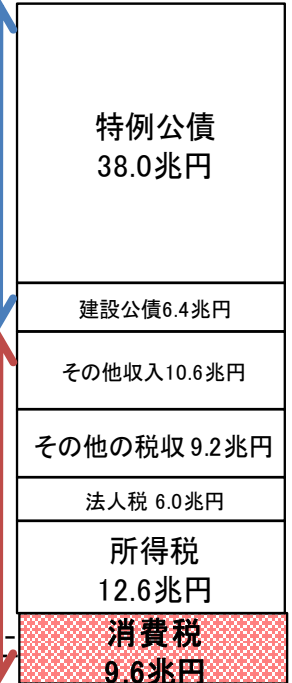 特例公債
38.0兆円
建設公債6.4兆円
その他収入10.6兆円
その他の税収 9.2兆円
法人税 6.0兆円
所得税
12.6兆円
消費税
9.6兆円